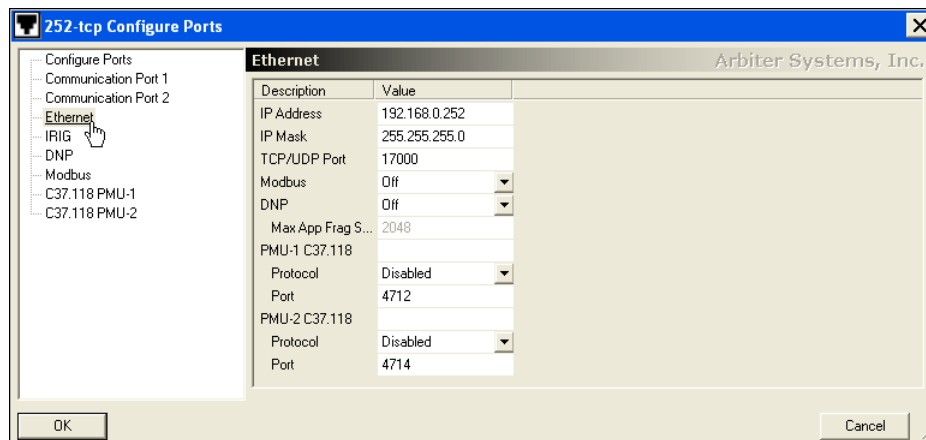 252-tcp Configure Ports
Configure Ports
Communication Port 1
Communication Port 2
Ethernet
IRIG
DNP
Modbus
C37.118 PMU-1
C37.118 PMU-2
Ethernet
Arbiter Systems, Inc.
Description Value
IP Address 192.168.0.252
IP Mask 255.255.255.0
TCP/UDP Port 17000
Modbus Off
DNP Off
Max App Frag S... 2048
PMU-1 C37.118
Protocol Disabled
Port 4712
PMU-2 C37.118
Protocol Disabled
Port 4714
OK
Cancel